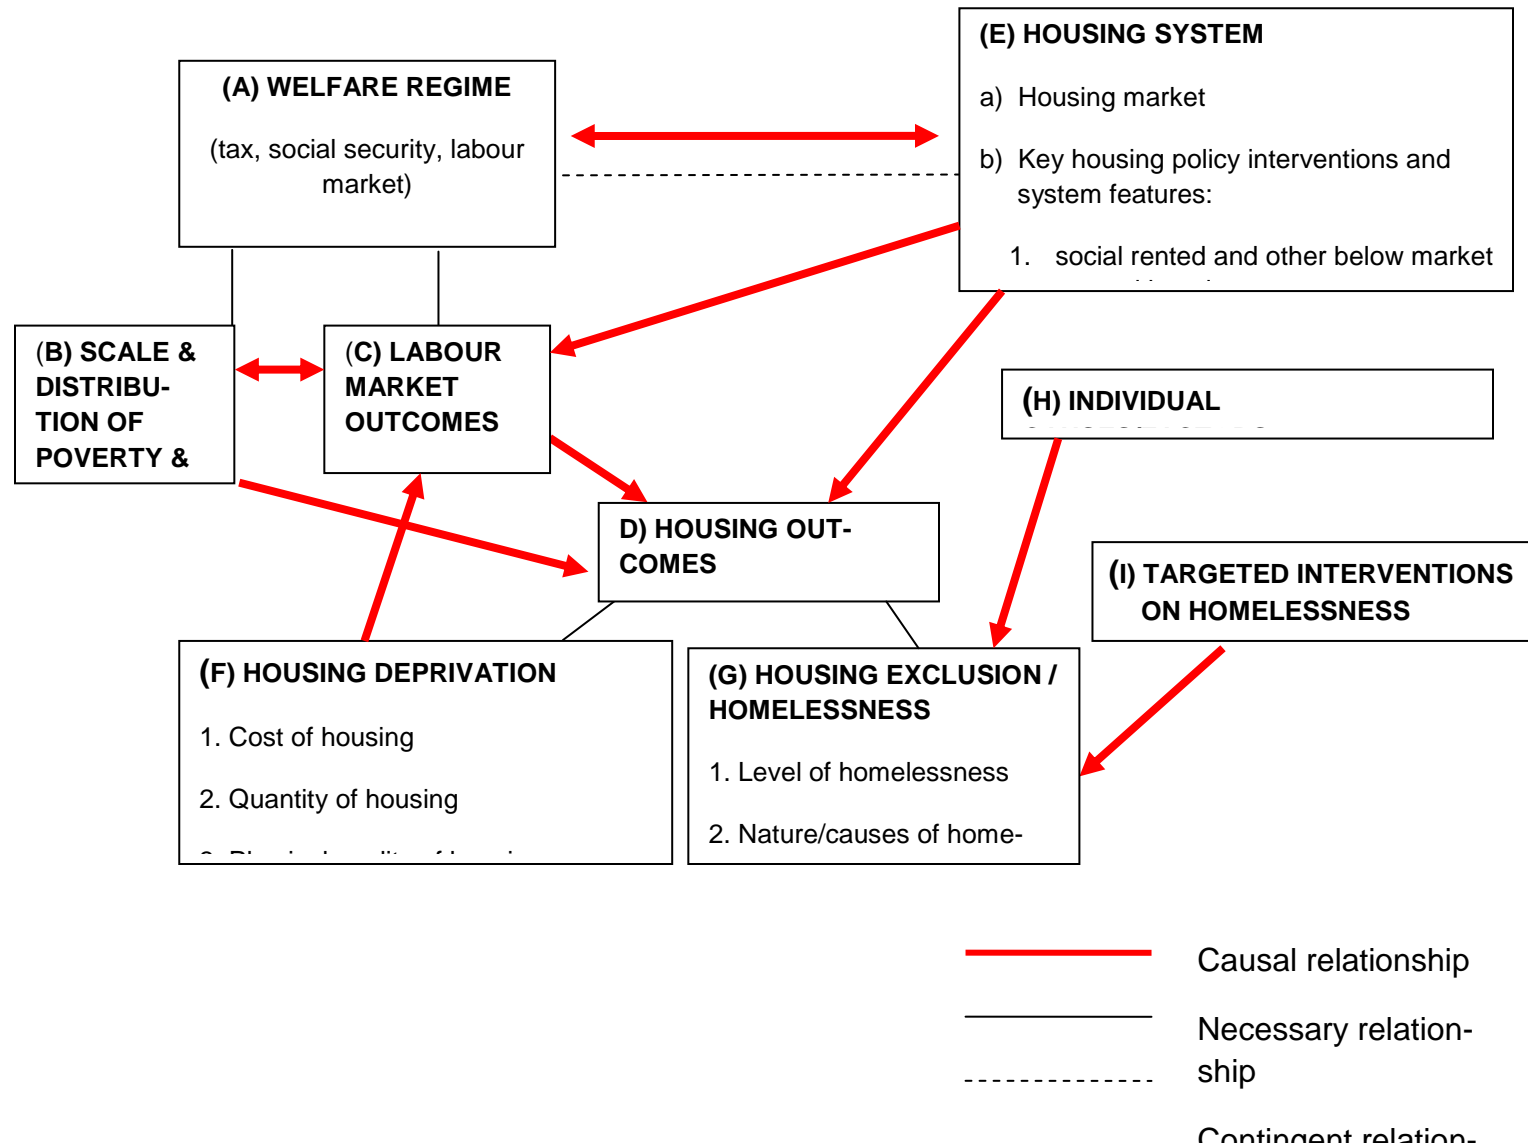 (A) WELFARE REGIME
(tax, social security, labour
market)
(E) HOUSING SYSTEM
a) Housing market
b) Key housing policy interventions and
system features:
1. social rented and other below market
(B) SCALE &
DISTRIBU-
TION OF
POVERTY &
(C) LABOUR
MARKET
OUTCOMES
(H) INDIVIDUAL
D) HOUSING OUT-
COMES
(I) TARGETED INTERVENTIONS
ON HOMELESSNESS
(F) HOUSING DEPRIVATION
1. Cost of housing
2. Quantity of housing
(G) HOUSING EXCLUSION /
HOMELESSNESS
1. Level of homelessness
2. Nature/causes of home-
Causal relationship
Necessary relation-
ship
Contingent relation-